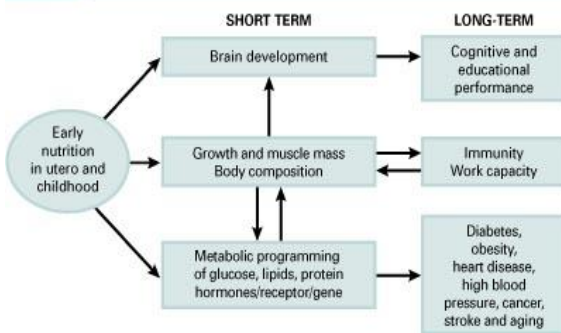 SHORT TERM
LONG-TERM
Brain development
Cognitive and
educational
performance
Early
nutrition
in utero and
childhood
Growth and muscle mass
Body composition
Immunity
Work capacity
Metabolic programming
of glucose, lipids, protein
hormones/receptor/gene
Diabetes,
obesity,
heart disease,
high blood
pressure, cancer,
stroke and aging